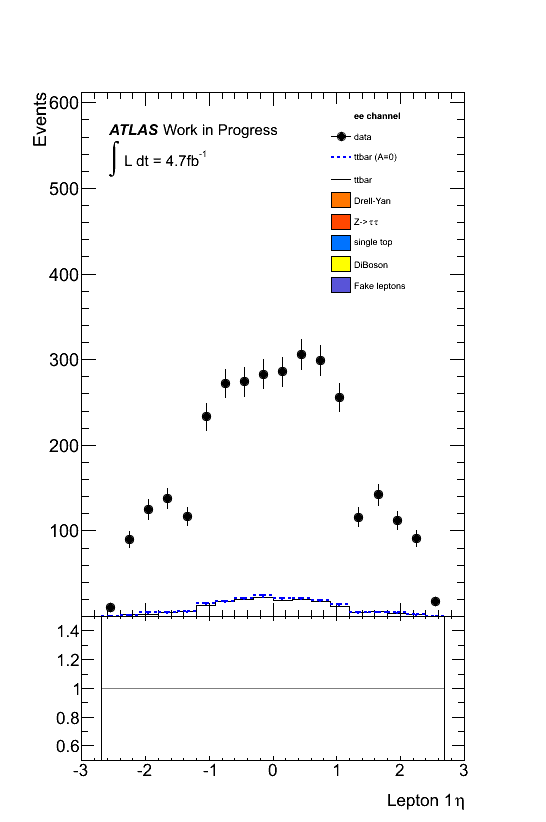 Events
600
500
400
300
200
100
ATLAS Work in Progress
∫ L dt = 4.7fb-1
ee channel
data
ttbar (A=0)
ttbar
Drell-Yan
Z->ττ
single top
DiBoson
Fake leptons
1.4
1.2
1
0.8
0.6
-3 -2 -1 0 1 2 3
Lepton 1 η